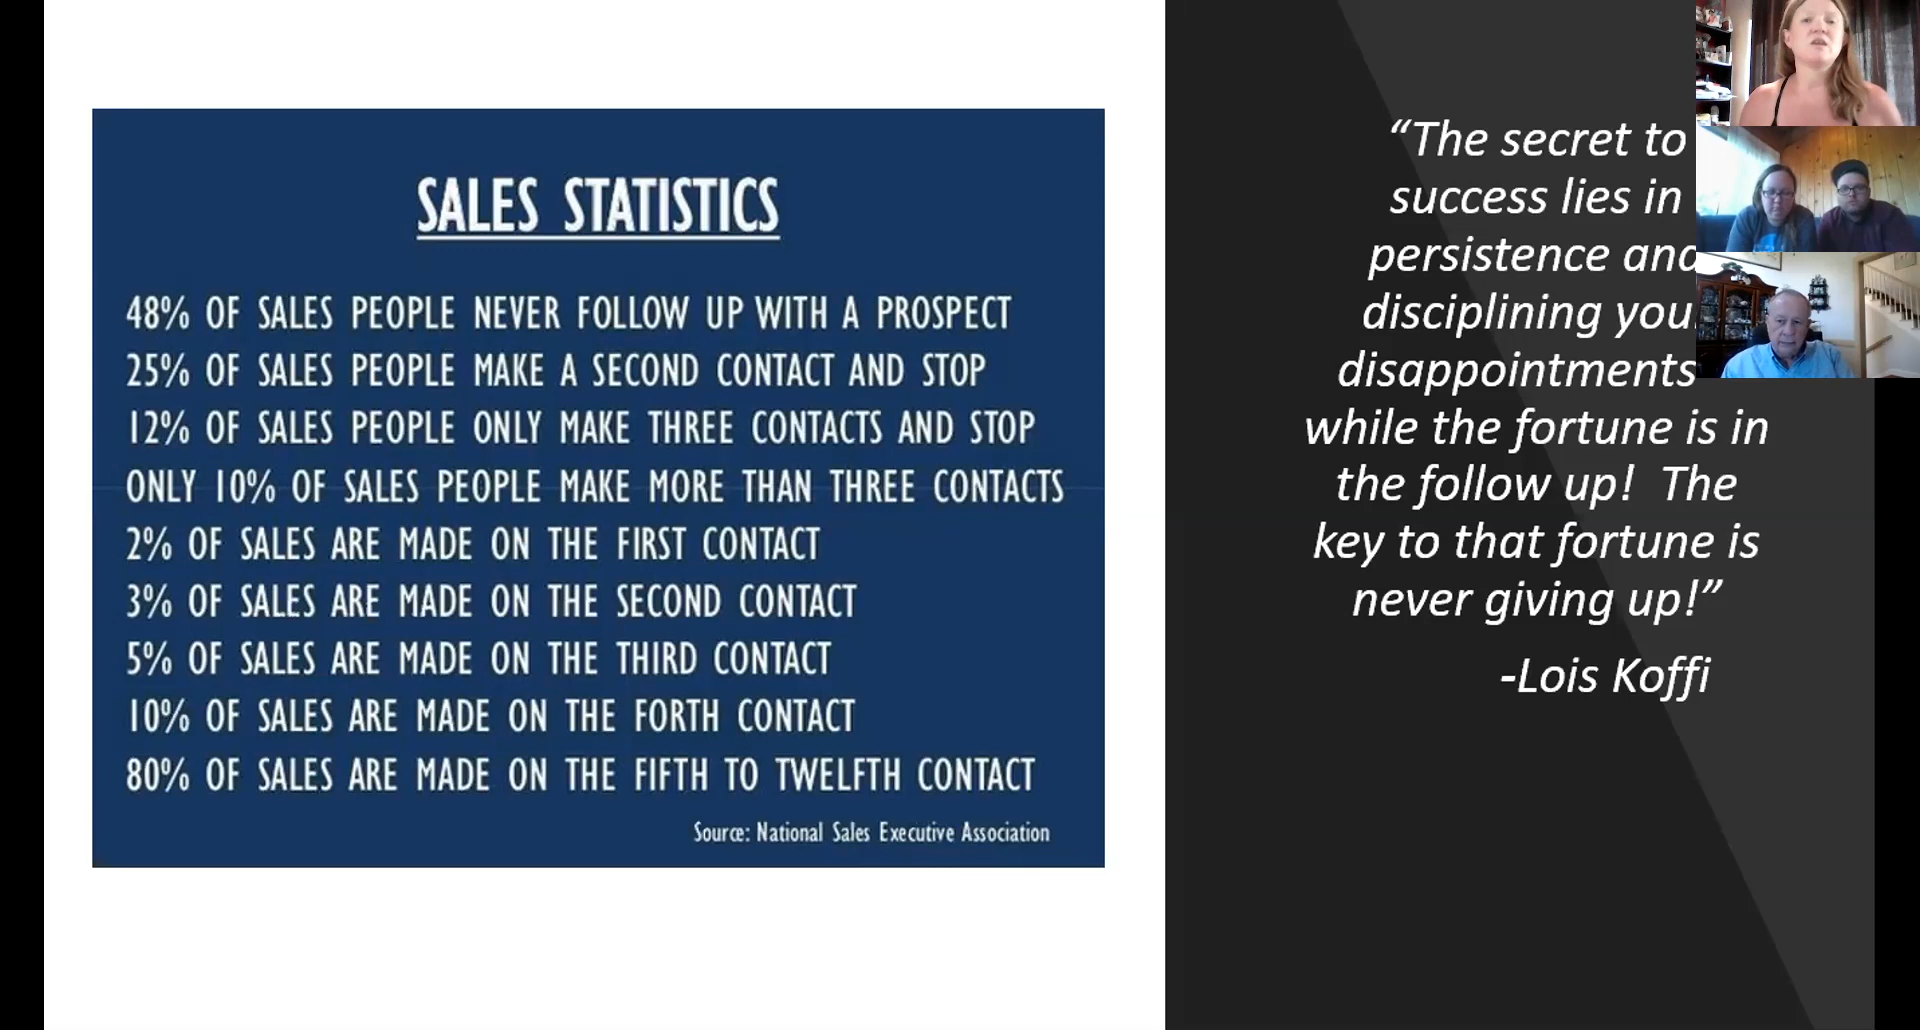 SALES STATISTICS
48% OF SALES PEOPLE NEVER FOLLOW UP WITH A PROSPECT
25% OF SALES PEOPLE MAKE A SECOND CONTACT AND STOP
12% OF SALES PEOPLE ONLY MAKE THREE CONTACTS AND STOP
ONLY 10% OF SALES PEOPLE MAKE MORE THAN THREE CONTACTS
2% OF SALES ARE MADE ON THE FIRST CONTACT
3% OF SALES ARE MADE ON THE SECOND CONTACT
5% OF SALES ARE MADE ON THE THIRD CONTACT
10% OF SALES ARE MADE ON THE FORTH CONTACT
80% OF SALES ARE MADE ON THE FIFTH TO TWELFTH CONTACT
Source: National Sales Executive Association
“The secret to
success lies in
persistence and
disciplining
disappointments
while the fortune is in
the follow up! The
key to that fortune is
never giving up!”
-Lois Koffi